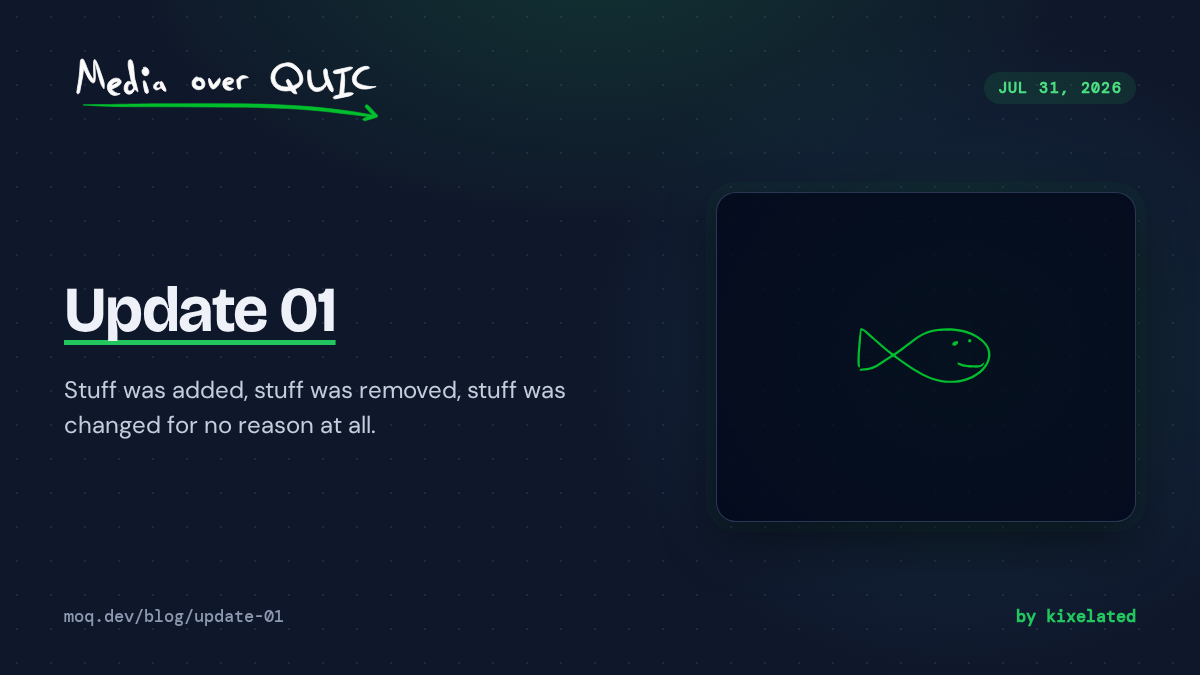 Media over QUIC
JUL 31, 2026
Update 01
Stuff was added, stuff was removed, stuff was
changed for no reason at all.
moq.dev/blog/update-01
by kixelated